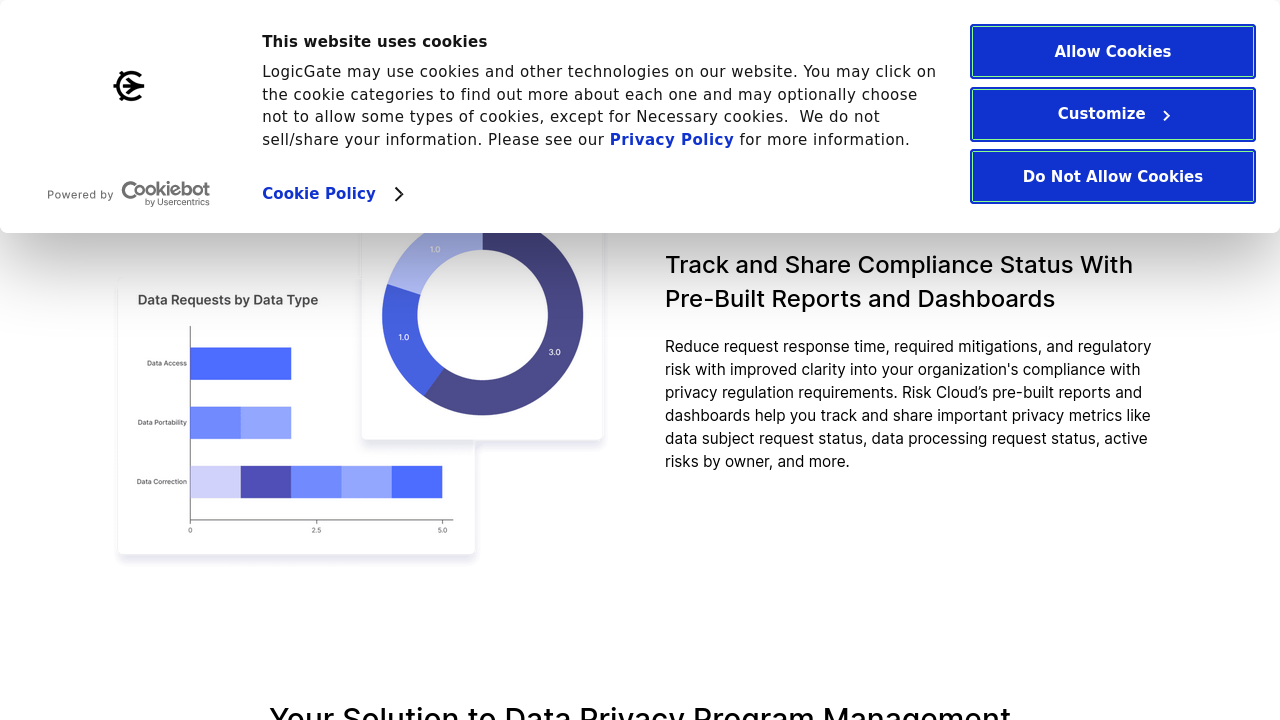 This website uses cookies
LogicGate may use cookies and other technologies on our website. You may click on
the cookie categories to find out more about each one and may optionally choose
not to allow some types of cookies, except for Necessary cookies.  We do not
sell/share your information. Please see our Privacy Policy for more information.
Cookie Policy
Powered by Cookiebot
by Usercentrics
Allow Cookies
Customize
Do Not Allow Cookies
1.0
1.0
3.0
Data Requests by Data Type
Data Access
Data Portability
Data Correction
0 2.5 5.0
Track and Share Compliance Status With
Pre-Built Reports and Dashboards
Reduce request response time, required mitigations, and regulatory
risk with improved clarity into your organization's compliance with
privacy regulation requirements. Risk Cloud’s pre-built reports and
dashboards help you track and share important privacy metrics like
data subject request status, data processing request status, active
risks by owner, and more.
Your Solution to Data Privacy Program Management